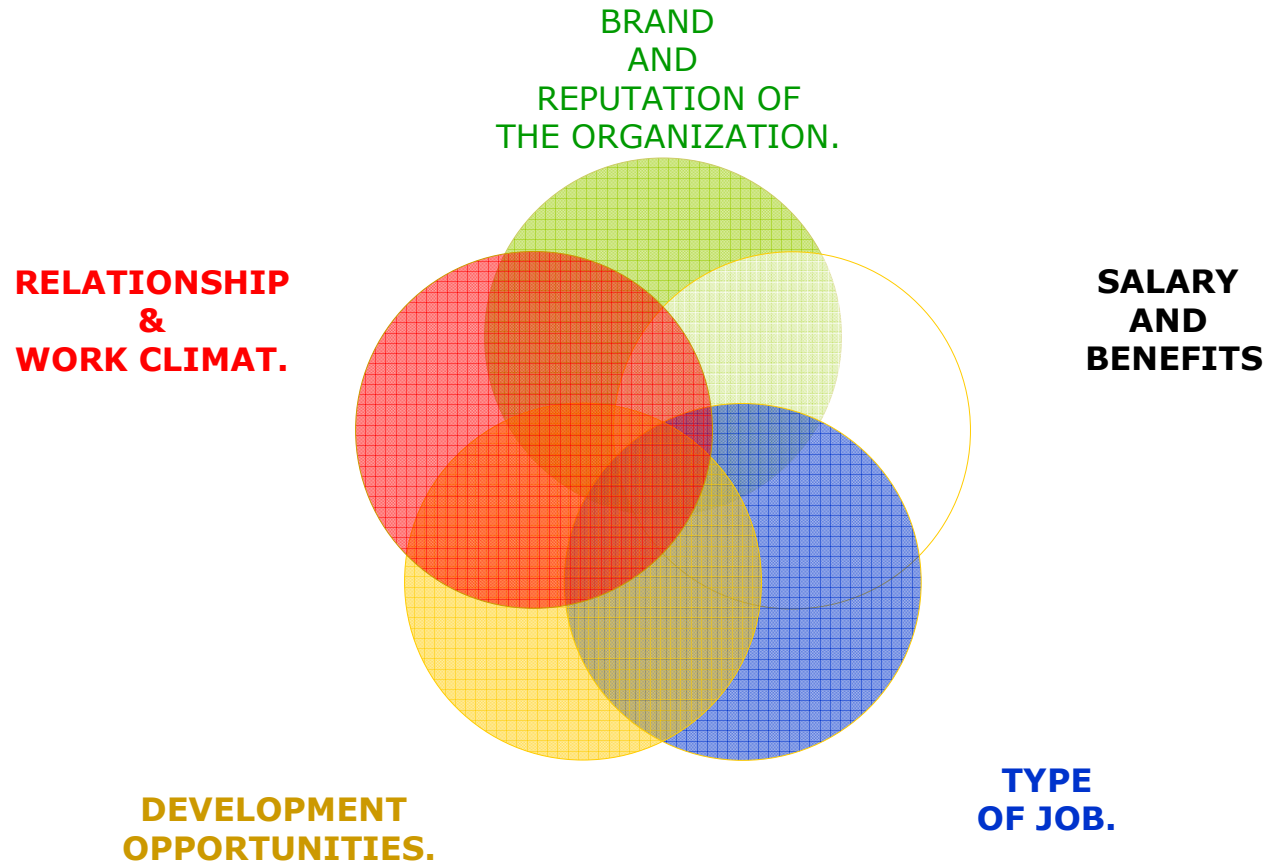 BRAND
AND
REPUTATION OF
THE ORGANIZATION.
RELATIONSHIP
&
WORK CLIMAT.
SALARY
AND
BENEFITS
DEVELOPMENT
OPPORTUNITIES.
TYPE
OF JOB.